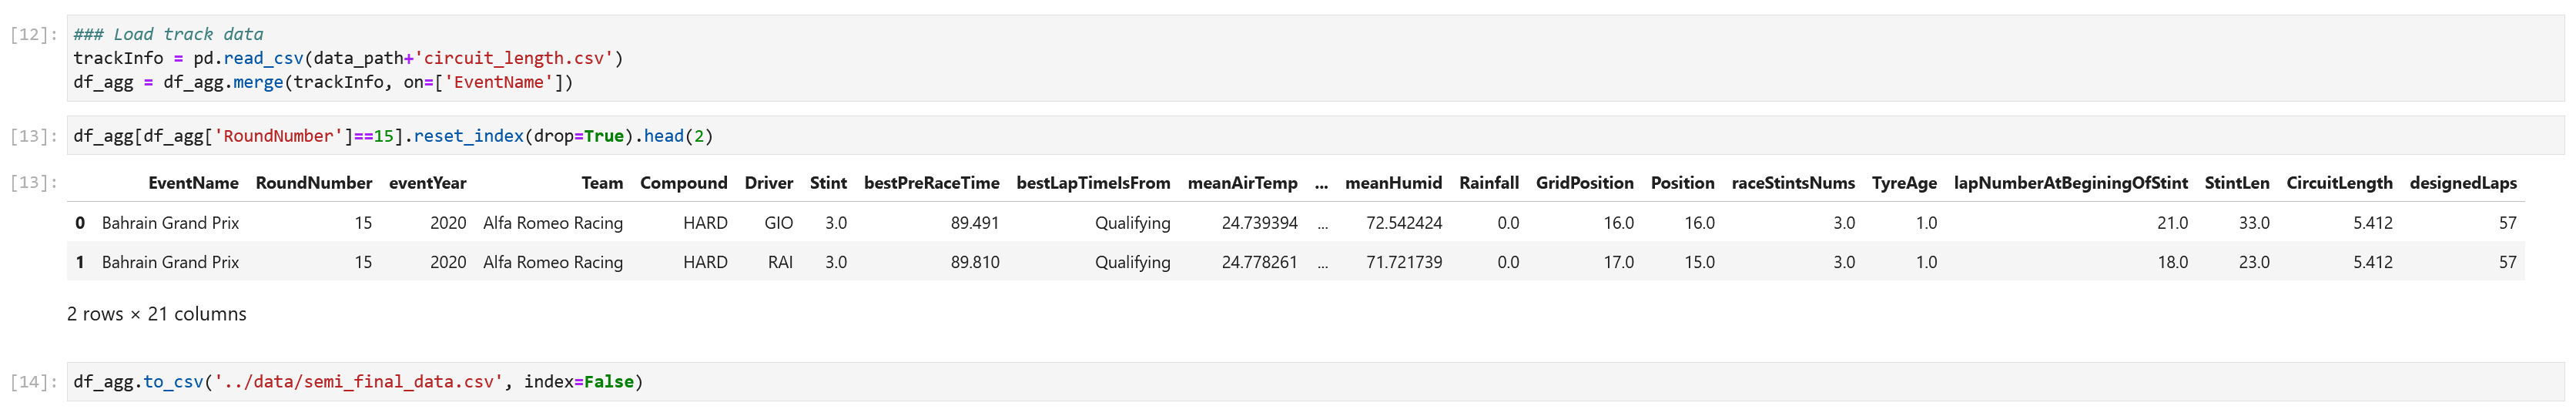 [12]: ### Load track data
trackInfo = pd.read_csv(data_path+'circuit_length.csv')
df_agg = df_agg.merge(trackInfo, on=['EventName'])
[13]: df_agg[df_agg['RoundNumber']==15].reset_index(drop=True).head(2)
[13]: EventName RoundNumber eventYear Team Compound Driver Stint bestPreRaceTime bestLapTimeIsFrom meanAirTemp ... meanHumid Rainfall GridPosition Position raceStintsNums TyreAge lapNumberAtBeginingOfStint StintLen CircuitLength designedLaps
0 Bahrain Grand Prix 15 2020 Alfa Romeo Racing HARD GIO 3.0 89.491 Qualifying 24.739394 ... 72.542424 0.0 16.0 16.0 3.0 1.0 21.0 33.0 5.412 57
1 Bahrain Grand Prix 15 2020 Alfa Romeo Racing HARD RAI 3.0 89.810 Qualifying 24.778261 ... 71.721739 0.0 17.0 15.0 3.0 1.0 18.0 23.0 5.412 57
2 rows × 21 columns
[14]: df_agg.to_csv('../data/semi_final_data.csv', index=False)